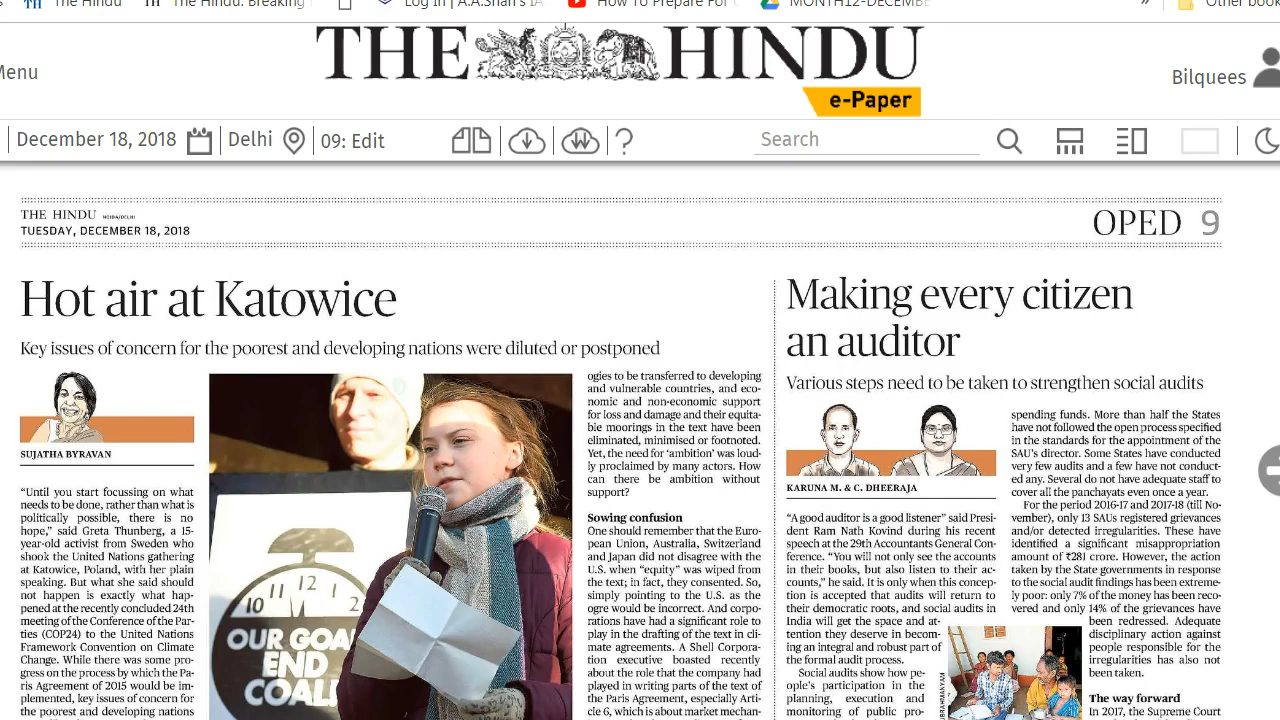 The Hindu
The Hindu: Breaking
Log In | A.A.Shah's IA
How To Prepare For
MONTH12-DECEMBE
»
Other book
THE HINDU
e-Paper
Menu
Bilquees
December 18, 2018
Delhi
09: Edit
?
Search
THE HINDU NOIDA/DELHI
TUESDAY, DECEMBER 18, 2018
OPED 9
Hot air at Katowice
Key issues of concern for the poorest and developing nations were diluted or postponed
SUJATHA BYRAVAN
“Until you start focussing on what
needs to be done, rather than what is
politically possible, there is no
hope,” said Greta Thunberg, a 15-
year-old activist from Sweden who
shook the United Nations gathering
at Katowice, Poland, with her plain
speaking. But what she said should
not happen is exactly what hap-
pened at the recently concluded 24th
meeting of the Conference of the Par-
ties (COP24) to the United Nations
Framework Convention on Climate
Change. While there was some pro-
gress on the process by which the Pa-
ris Agreement of 2015 would be im-
plemented, key issues of concern for
the poorest and developing nations
10 11 12 1 2
OUR GOA
END
COAL
ogies to be transferred to developing
and vulnerable countries, and eco-
nomic and non-economic support
for loss and damage and their equita-
ble moorings in the text have been
eliminated, minimised or footnoted.
Yet, the need for ‘ambition’ was loud-
ly proclaimed by many actors. How
can there be ambition without
support?
Sowing confusion
One should remember that the Euro-
pean Union, Australia, Switzerland
and Japan did not disagree with the
U.S. when “equity” was wiped from
the text; in fact, they consented. So,
simply pointing to the U.S. as the
ogre would be incorrect. And corpo-
rations have had a significant role to
play in the drafting of the text in cli-
mate agreements. A Shell Corpora-
tion executive boasted recently
about the role that the company had
played in writing parts of the text of
the Paris Agreement, especially Arti-
cle 6, which is about market mechan-
Making every citizen
an auditor
Various steps need to be taken to strengthen social audits
KARUNA M. & C. DHEERAJA
“A good auditor is a good listener” said Presi-
dent Ram Nath Kovind during his recent
speech at the 29th Accountants General Con-
ference. “You will not only see the accounts
in their books, but also listen to their ac-
counts,” he said. It is only when this concep-
tion is accepted that audits will return to
their democratic roots, and social audits in
India will get the space and at-
tention they deserve in becom-
ing an integral and robust part of
the formal audit process.
Social audits show how peo-
ple’s participation in the
planning, execution and
monitoring of public pro-
spending funds. More than half the States
have not followed the open process specified
in the standards for the appointment of the
SAU’s director. Some States have conducted
very few audits and a few have not conduct-
ed any. Several do not have adequate staff to
cover all the panchayats even once a year.
For the period 2016-17 and 2017-18 (till No-
vember), only 13 SAUs registered grievances
and/or detected irregularities. These have
identified a significant misappropriation
amount of ₹281 crore. However, the action
taken by the State governments in response
to the social audit findings has been extreme-
ly poor: only 7% of the money has been reco-
vered and only 14% of the grievances have
been redressed. Adequate
disciplinary action against
people responsible for the
irregularities has also not
been taken.
The way forward
In 2017, the Supreme Court